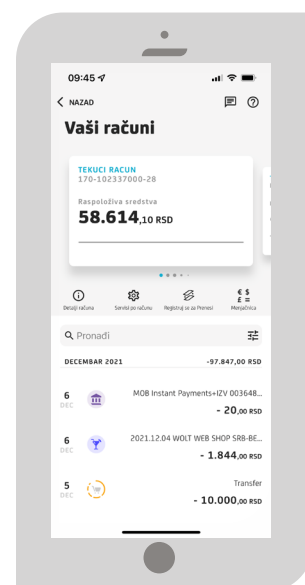 09:45
NAZAD
Vaši računi
TEKUCI RACUN
170-102337000-28
Raspoloživa sredstva
58.614,10 RSD
Detalji računa Servisi po računu Registruj se za Prenesi Menjačnica
€ $
£ =
Pronađi
DECEMBAR 2021 -97.847,00 RSD
6
DEC
MOB Instant Payments+IZV 003648...
- 20,00 RSD
6
DEC
2021.12.04 WOLT WEB SHOP SRB-BE...
- 1.844,00 RSD
5
DEC
Transfer
- 10.000,00 RSD